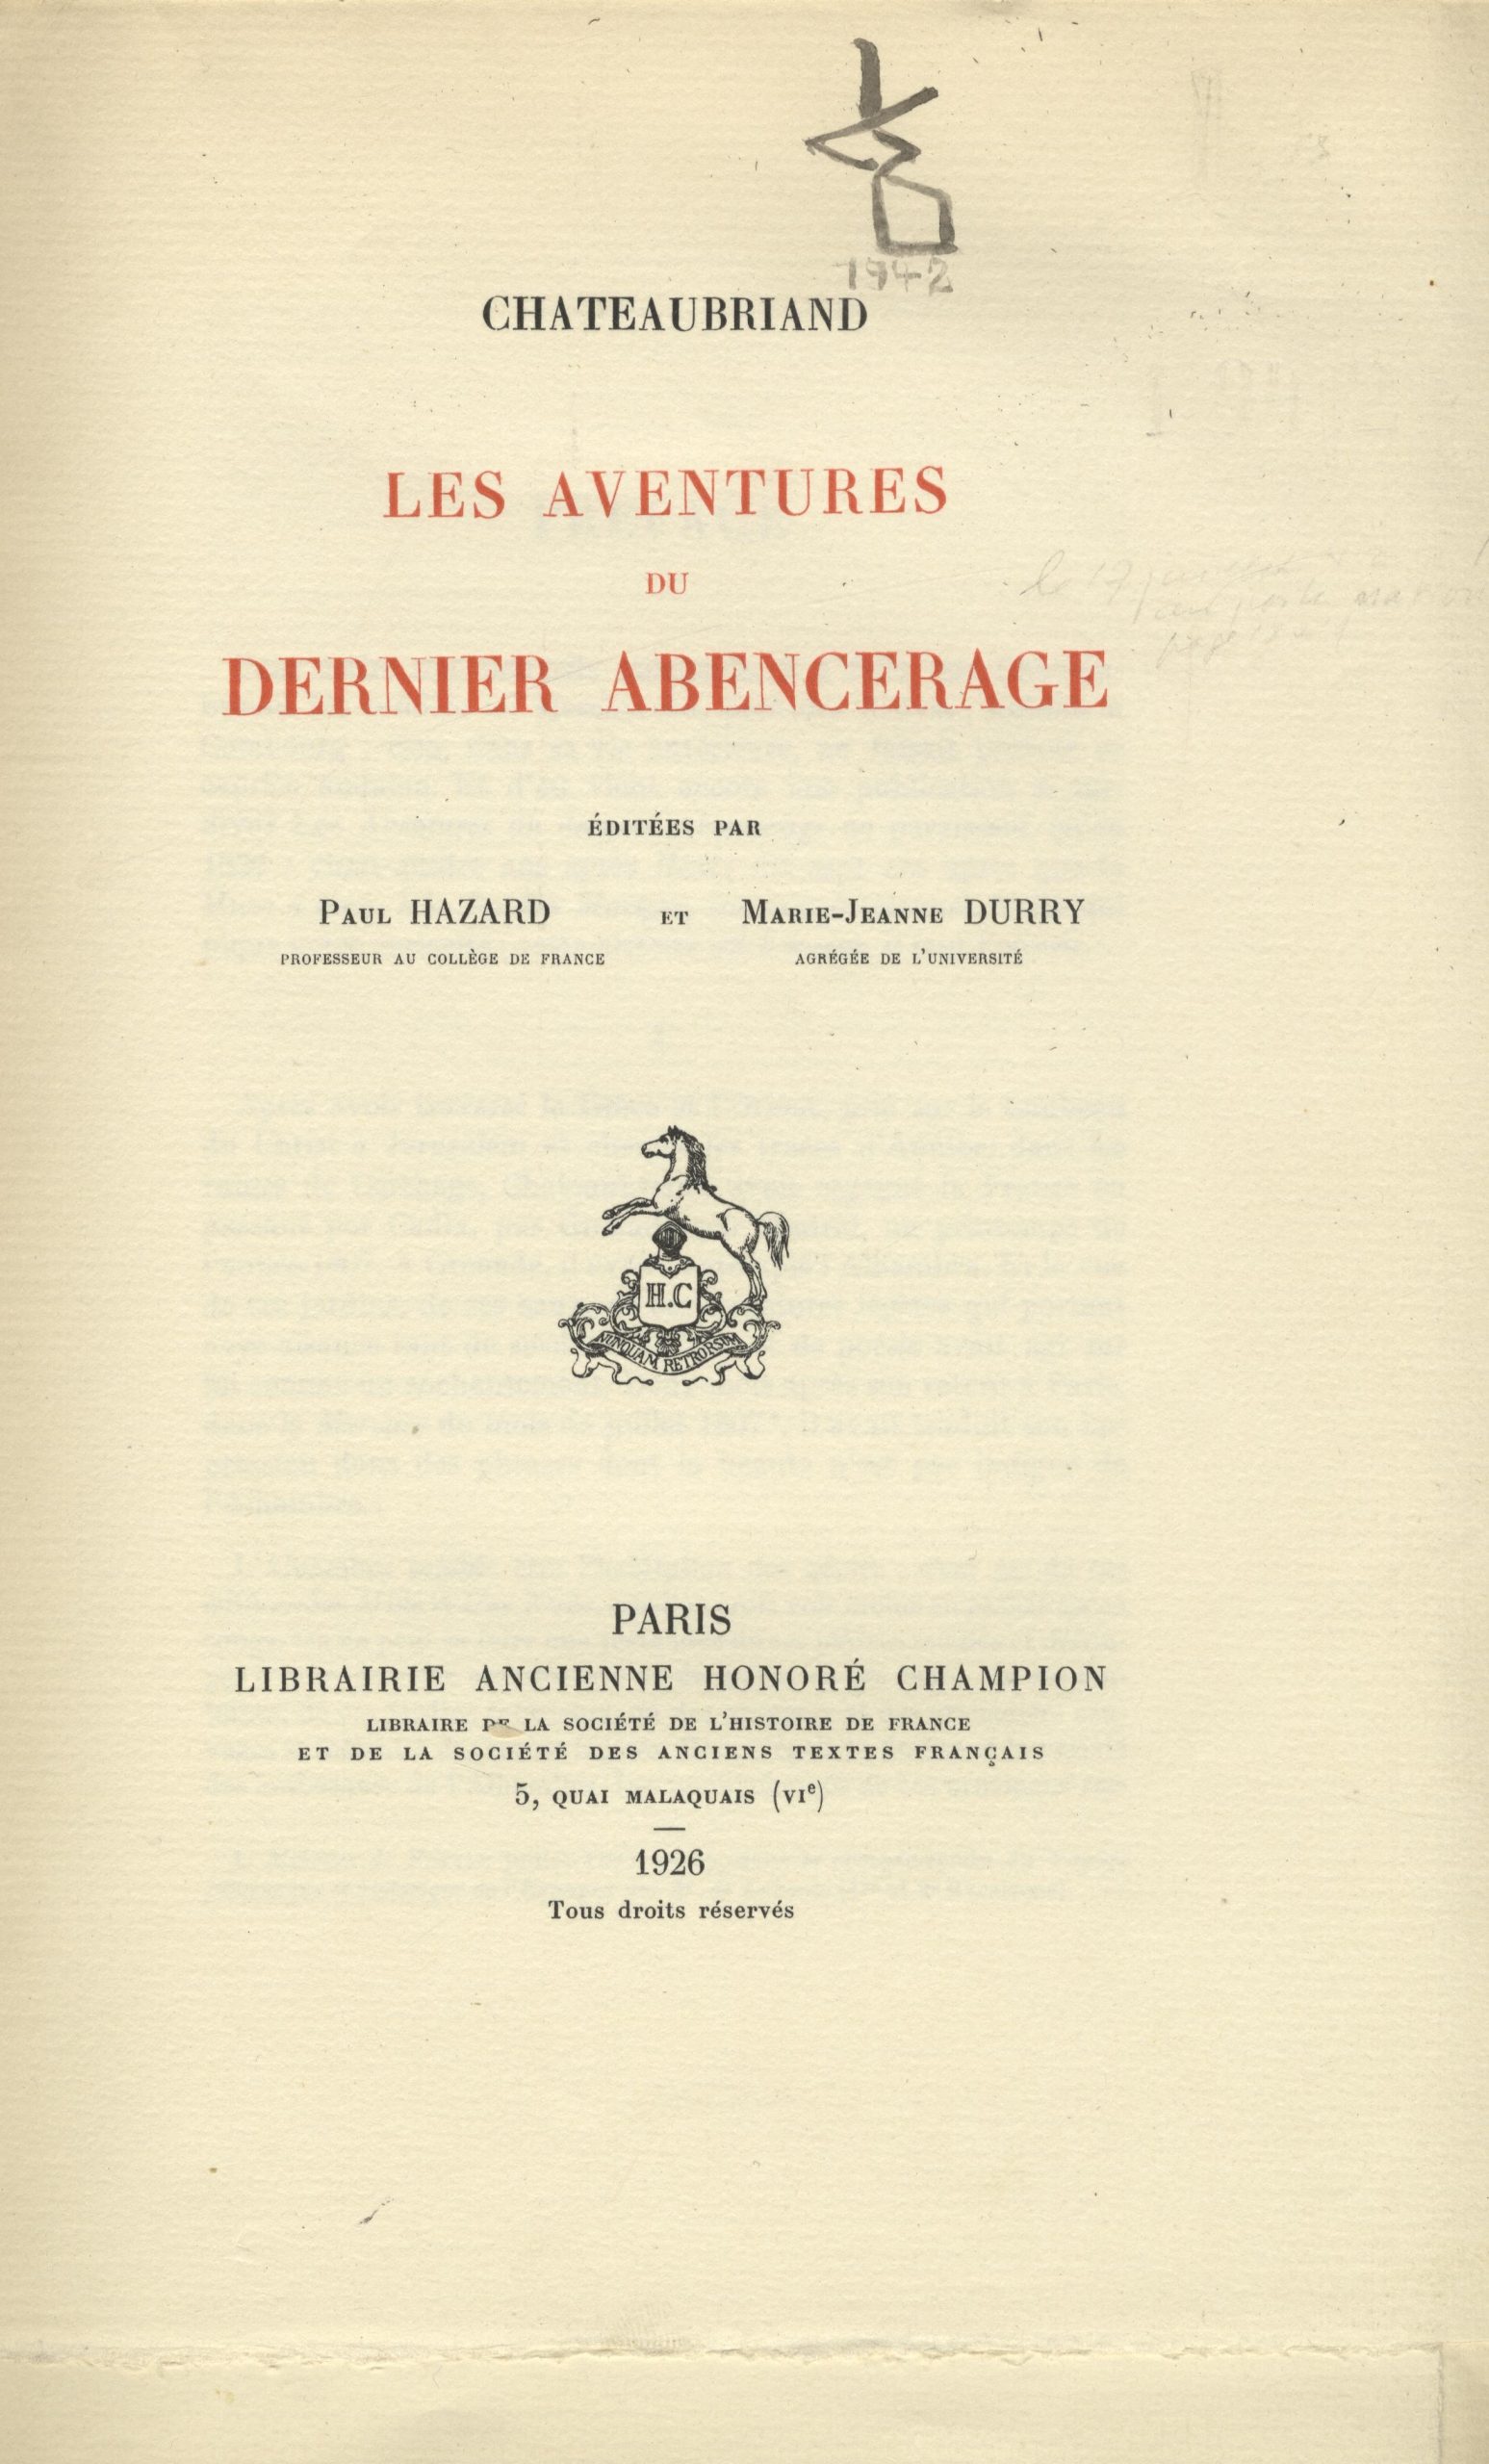 1942
CHATEAUBRIAND
LES AVENTURES
DU
DERNIER ABENCERAGE
ÉDITÉES PAR
PAUL HAZARD ET MARIE-JEANNE DURRY
PROFESSEUR AU COLLÈGE DE FRANCE AGRÉGÉE DE L'UNIVERSITÉ
H.C
NUNQUAM RETRORSUM
PARIS
LIBRAIRIE ANCIENNE HONORÉ CHAMPION
LIBRAIRE DE LA SOCIÉTÉ DE L'HISTOIRE DE FRANCE
ET DE LA SOCIÉTÉ DES ANCIENS TEXTES FRANÇAIS
5, QUAI MALAQUAIS (VIe)
1926
Tous droits réservés